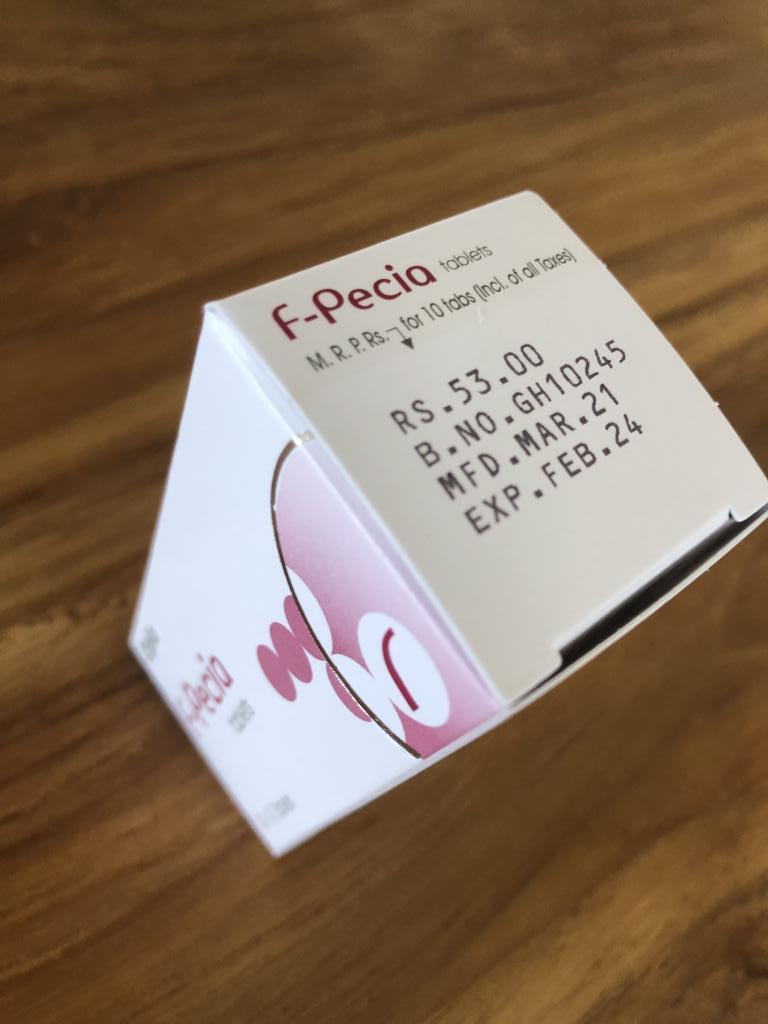 F-Pecia tablets
M. R. P. Rs. for 10 tabs (Incl. of all Taxes)
RS.53.00
B.NO.GH10245
MFD.MAR.21
EXP.FEB.24
F-Pecia
tablets